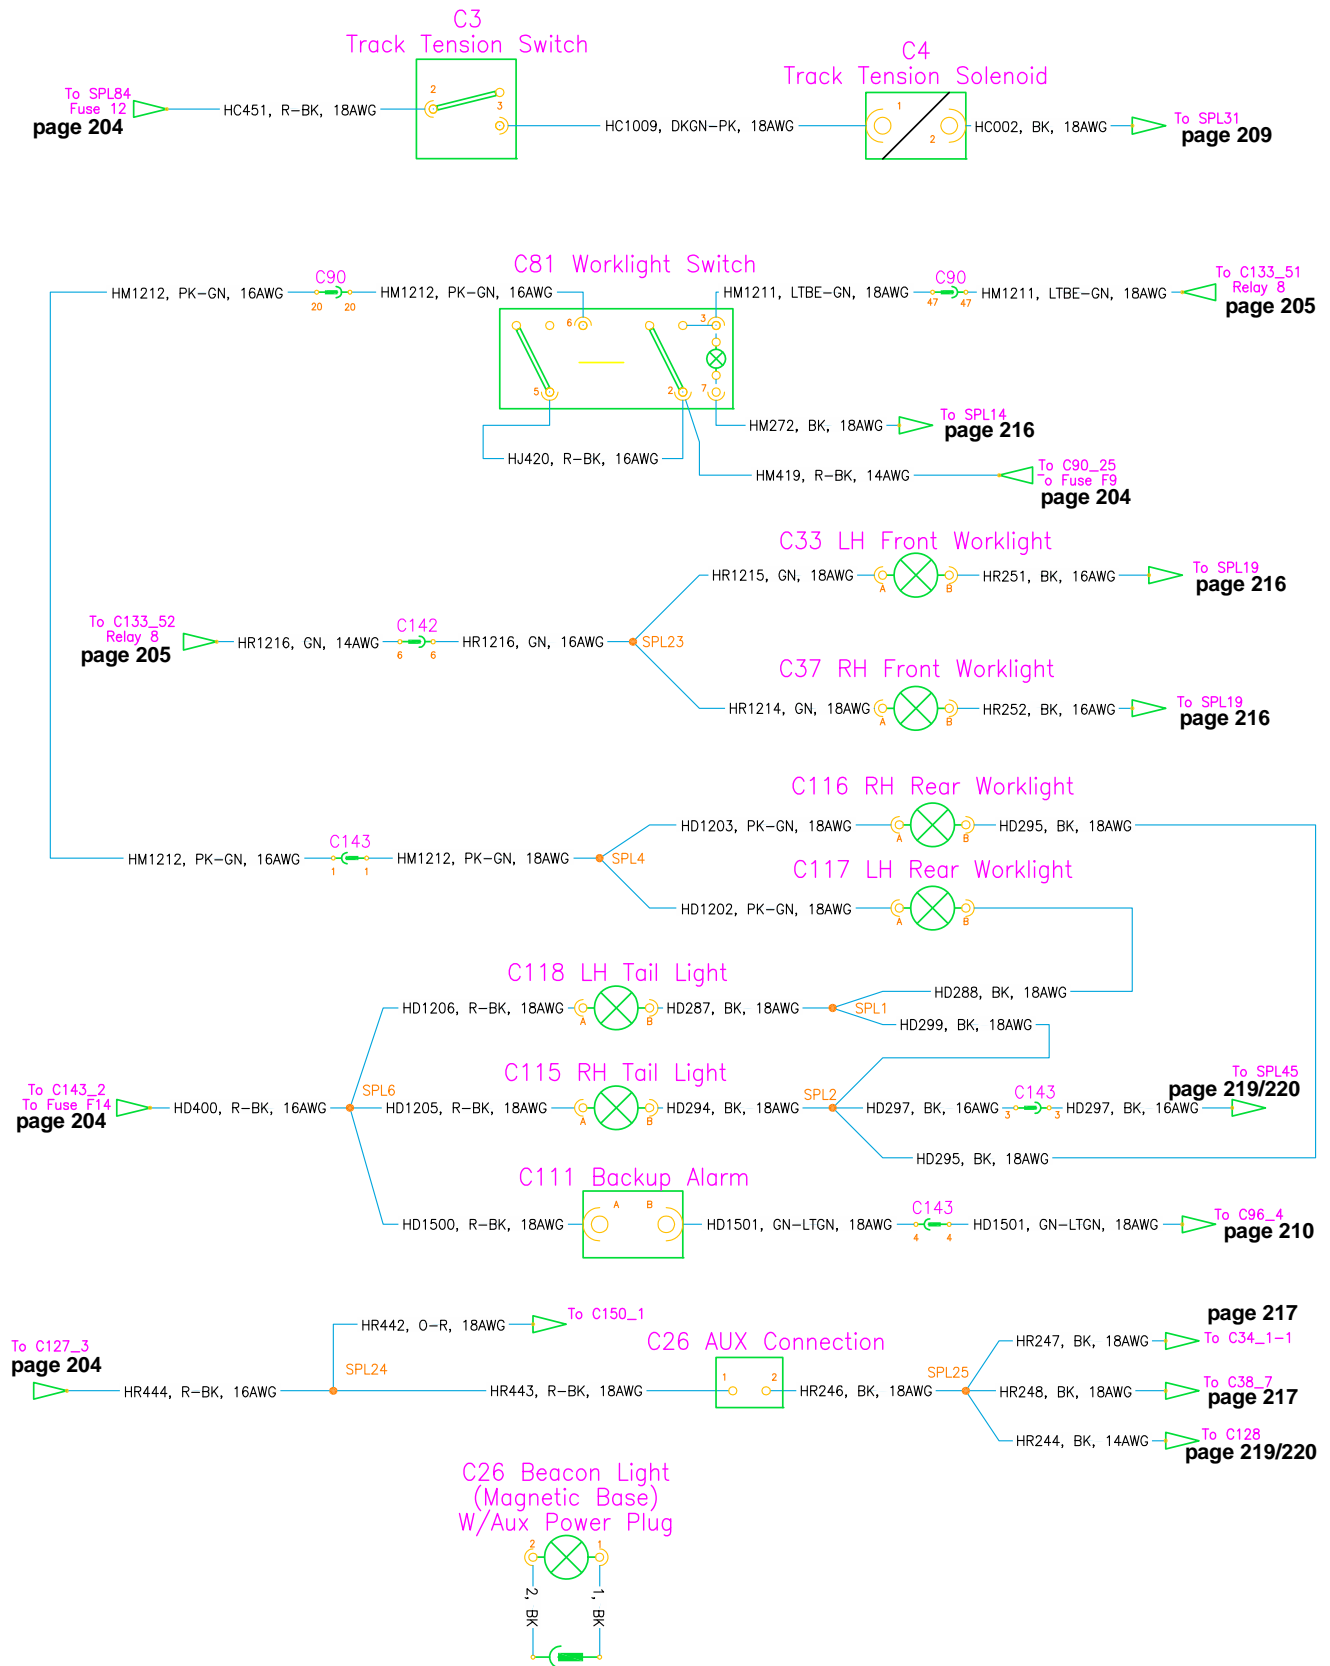 C3
Track Tension Switch
C4
Track Tension Solenoid
To SPL84
Fuse 12
page 204
HC451, R-BK, 18AWG
2
3
HC1009, DKGN-PK, 18AWG
1
2
HC002, BK, 18AWG
To SPL31
page 209
C81 Worklight Switch
HM1212, PK-GN, 16AWG
C90
20 20
HM1212, PK-GN, 16AWG
HM1211, LTBE-GN, 18AWG
C90
47 47
HM1211, LTBE-GN, 18AWG
To C133_51
Relay 8
page 205
6
3
5
2
7
HM272, BK, 18AWG
To SPL14
page 216
HJ420, R-BK, 16AWG
HM419, R-BK, 14AWG
To C90_25
To Fuse F9
page 204
C33 LH Front Worklight
HR1215, GN, 18AWG
A
B
HR251, BK, 16AWG
To SPL19
page 216
To C133_52
Relay 8
page 205
HR1216, GN, 14AWG
C142
6 6
HR1216, GN, 16AWG
SPL23
C37 RH Front Worklight
HR1214, GN, 18AWG
A
B
HR252, BK, 16AWG
To SPL19
page 216
C116 RH Rear Worklight
HD1203, PK-GN, 18AWG
A
B
HD295, BK, 18AWG
HM1212, PK-GN, 16AWG
C143
1 1
HM1212, PK-GN, 18AWG
SPL4
C117 LH Rear Worklight
HD1202, PK-GN, 18AWG
A
B
C118 LH Tail Light
HD1206, R-BK, 18AWG
A
B
HD287, BK, 18AWG
SPL1
HD288, BK, 18AWG
HD299, BK, 18AWG
C115 RH Tail Light
To C143_2
To Fuse F14
page 204
HD400, R-BK, 16AWG
SPL6
HD1205, R-BK, 18AWG
A
B
HD294, BK, 18AWG
SPL2
HD297, BK, 16AWG
C143
3 3
HD297, BK, 16AWG
To SPL45
page 219/220
HD295, BK, 18AWG
C111 Backup Alarm
HD1500, R-BK, 18AWG
A
B
HD1501, GN-LTGN, 18AWG
C143
4 4
HD1501, GN-LTGN, 18AWG
To C96_4
page 210
To C127_3
page 204
HR442, O-R, 18AWG
To C150_1
SPL24
HR444, R-BK, 16AWG
HR443, R-BK, 18AWG
C26 AUX Connection
1
2
HR246, BK, 18AWG
SPL25
page 217
HR247, BK, 18AWG
To C34_1-1
HR248, BK, 18AWG
To C38_7
page 217
HR244, BK, 14AWG
To C128
page 219/220
C26 Beacon Light
(Magnetic Base)
W/Aux Power Plug
2
1
2, BK
1, BK